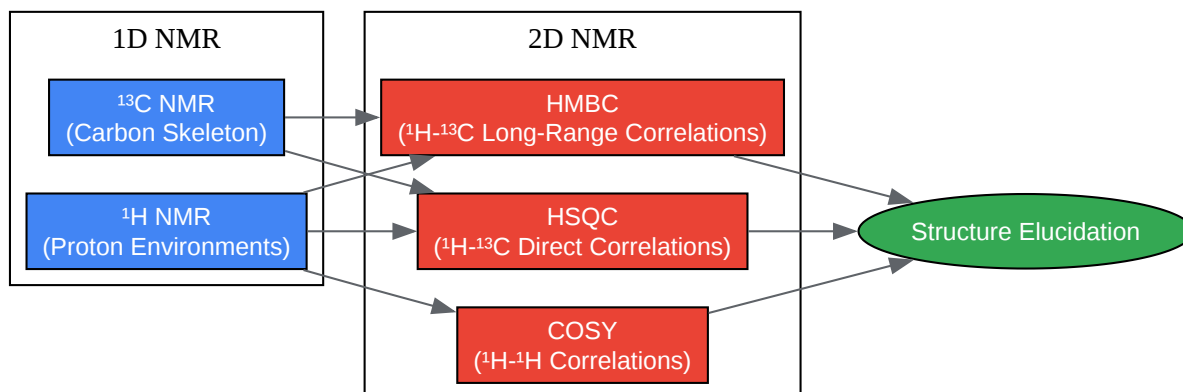 1D NMR
¹³C NMR
(Carbon Skeleton)
¹H NMR
(Proton Environments)
2D NMR
HMBC
(¹H-¹³C Long-Range Correlations)
HSQC
(¹H-¹³C Direct Correlations)
COSY
(¹H-¹H Correlations)
Structure Elucidation